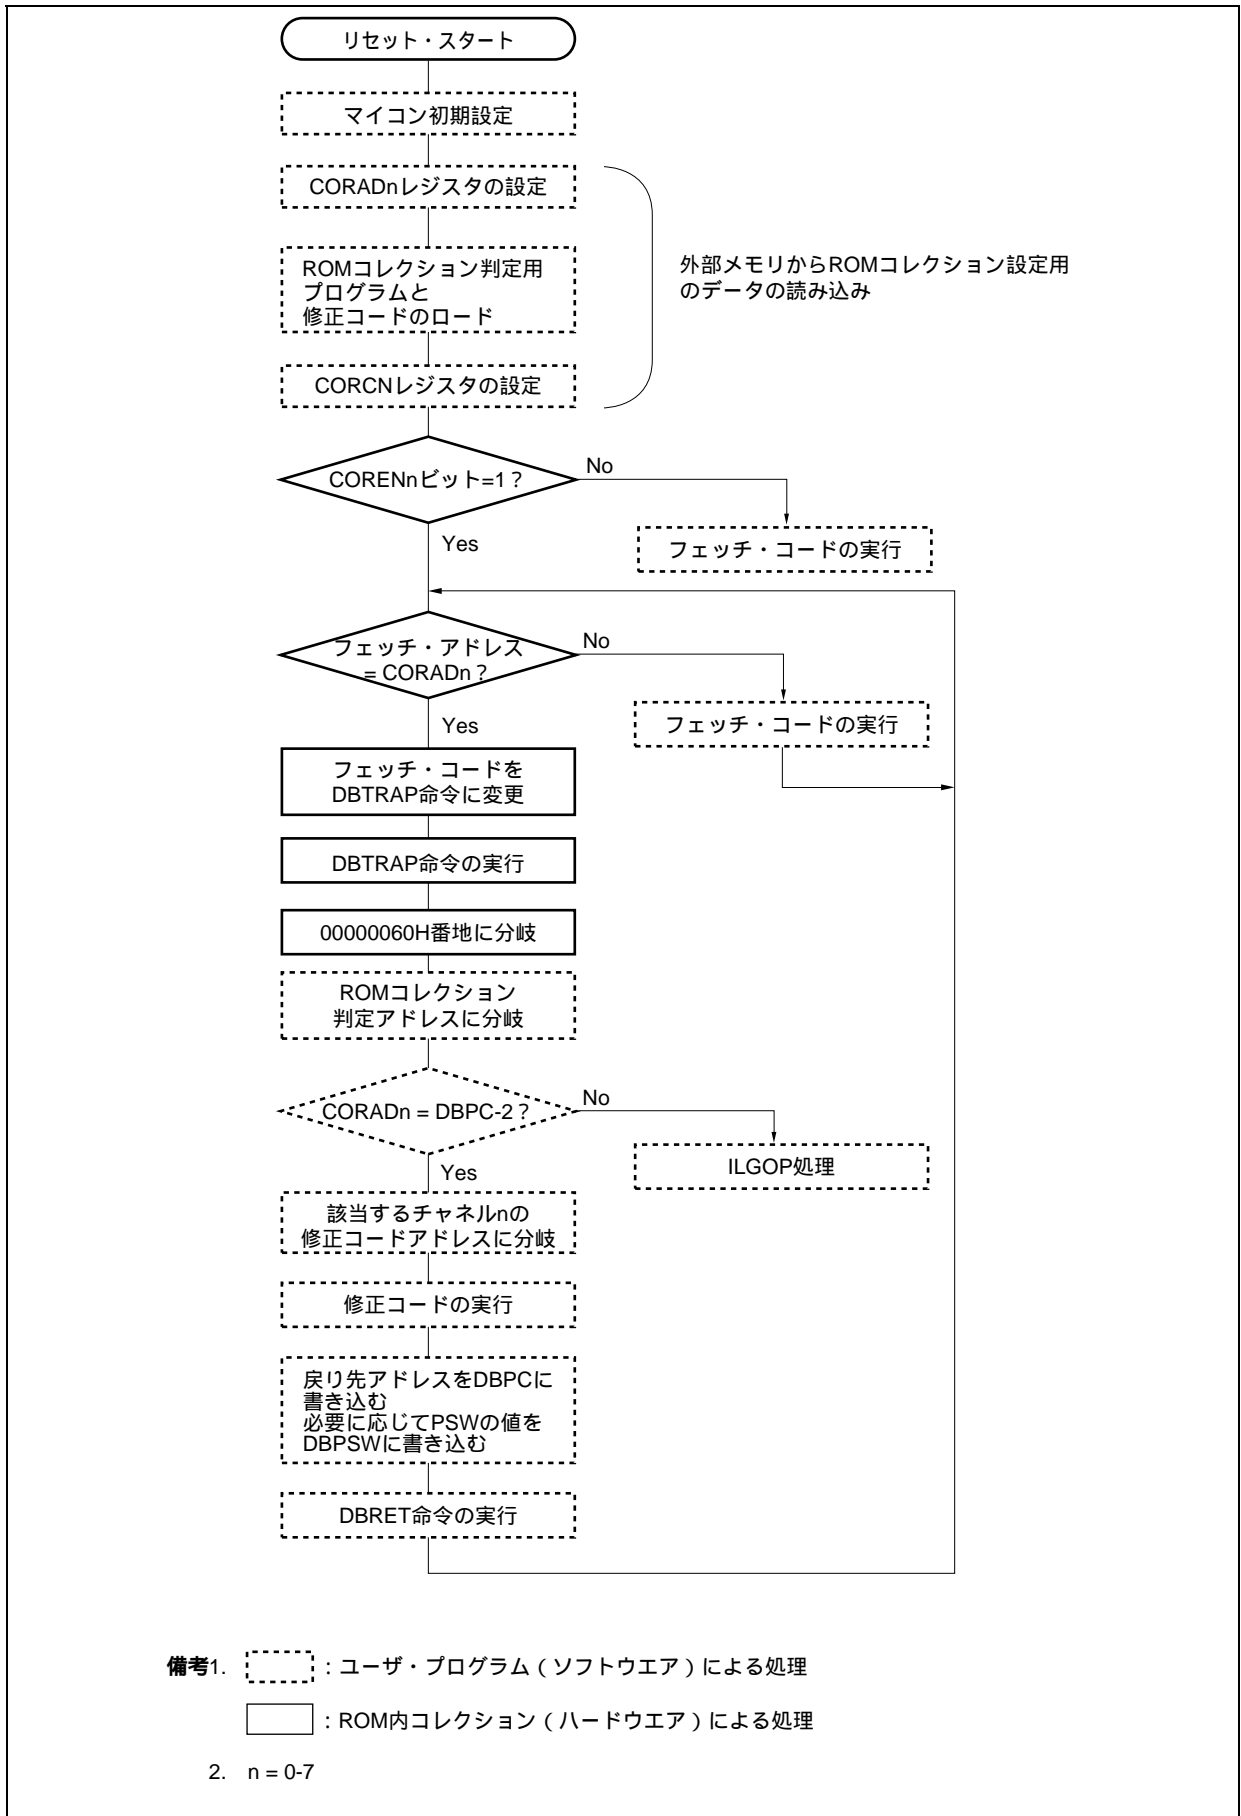 リセット・スタート
マイコン初期設定
CORADnレジスタの設定
ROMコレクション判定用
プログラムと
修正コードのロード
外部メモリからROMコレクション設定用
のデータの読み込み
CORCNレジスタの設定
CORENnビット=1？
No
フェッチ・コードの実行
Yes
フェッチ・アドレス
= CORADn？
No
フェッチ・コードの実行
Yes
フェッチ・コードを
DBTRAP命令に変更
DBTRAP命令の実行
00000060H番地に分岐
ROMコレクション
判定アドレスに分岐
CORADn = DBPC-2？
No
ILGOP処理
Yes
該当するチャネルnの
修正コードアドレスに分岐
修正コードの実行
戻り先アドレスをDBPCに
書き込む
必要に応じてPSWの値を
DBPSWに書き込む
DBRET命令の実行
備考1. ：ユーザ・プログラム（ソフトウエア）による処理
：ROM内コレクション（ハードウエア）による処理
2. n = 0-7